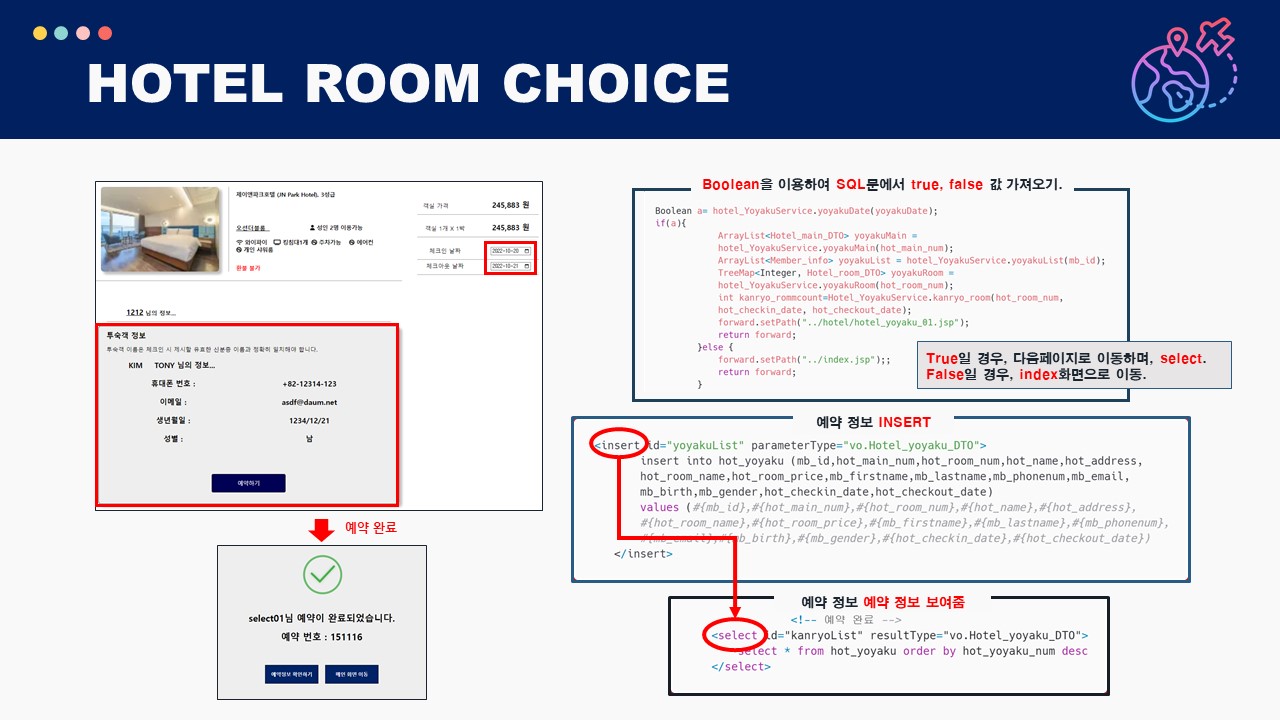 HOTEL ROOM CHOICE
제이앤파크호텔 (JN Park Hotel), 3성급
오션더블룸
성인 2명 이용가능
와이파이 킹침대1개 주차가능 에어컨
개인 샤워룸
환불 불가
객실 가격 245,883 원
객실 1개 X 1박 245,883 원
체크인 날짜 2022-10-20
체크아웃 날짜 2022-10-21
1212 님의 정보...
투숙객 정보
투숙객 이름은 체크인 시 제시할 유효한 신분증 이름과 정확히 일치해야 합니다.
KIM TONY 님의 정보...
휴대폰 번호 : +82-12314-123
이메일 : asdf@daum.net
생년월일 : 1234/12/21
성별 : 남
예약하기
예약 완료
select01님 예약이 완료되었습니다.
예약 번호 : 151116
예약정보 확인하기 메인 화면 이동
Boolean을 이용하여 SQL문에서 true, false 값 가져오기.
Boolean a= hotel_YoyakuService.yoyakuDate(yoyakuDate);
if(a){
ArrayList<Hotel_main_DTO> yoyakuMain =
hotel_YoyakuService.yoyakuMain(hot_main_num);
ArrayList<Member_info> yoyakuList = hotel_YoyakuService.yoyakuList(mb_id);
TreeMap<Integer, Hotel_room_DTO> yoyakuRoom =
hotel_YoyakuService.yoyakuRoom(hot_room_num);
int kanryo_rommcount=Hotel_YoyakuService.kanryo_room(hot_room_num,
hot_checkin_date, hot_checkout_date);
forward.setPath("../hotel/hotel_yoyaku_01.jsp");
return forward;
}else {
forward.setPath("../index.jsp");;
return forward;
}
True일 경우, 다음페이지로 이동하며, select.
False일 경우, index화면으로 이동.
예약 정보 INSERT
<insert id="yoyakuList" parameterType="vo.Hotel_yoyaku_DTO">
insert into hot_yoyaku (mb_id,hot_main_num,hot_room_num,hot_name,hot_address,
hot_room_name,hot_room_price,mb_firstname,mb_lastname,mb_phonenum,mb_email,
mb_birth,mb_gender,hot_checkin_date,hot_checkout_date)
values (#{mb_id},#{hot_main_num},#{hot_room_num},#{hot_name},#{hot_address},
#{hot_room_name},#{hot_room_price},#{mb_firstname},#{mb_lastname},#{mb_phonenum},
#{mb_email},#{mb_birth},#{mb_gender},#{hot_checkin_date},#{hot_checkout_date})
</insert>
예약 정보 예약 정보 보여줌
<!-- 예약 완료 -->
<select id="kanryoList" resultType="vo.Hotel_yoyaku_DTO">
select * from hot_yoyaku order by hot_yoyaku_num desc
</select>